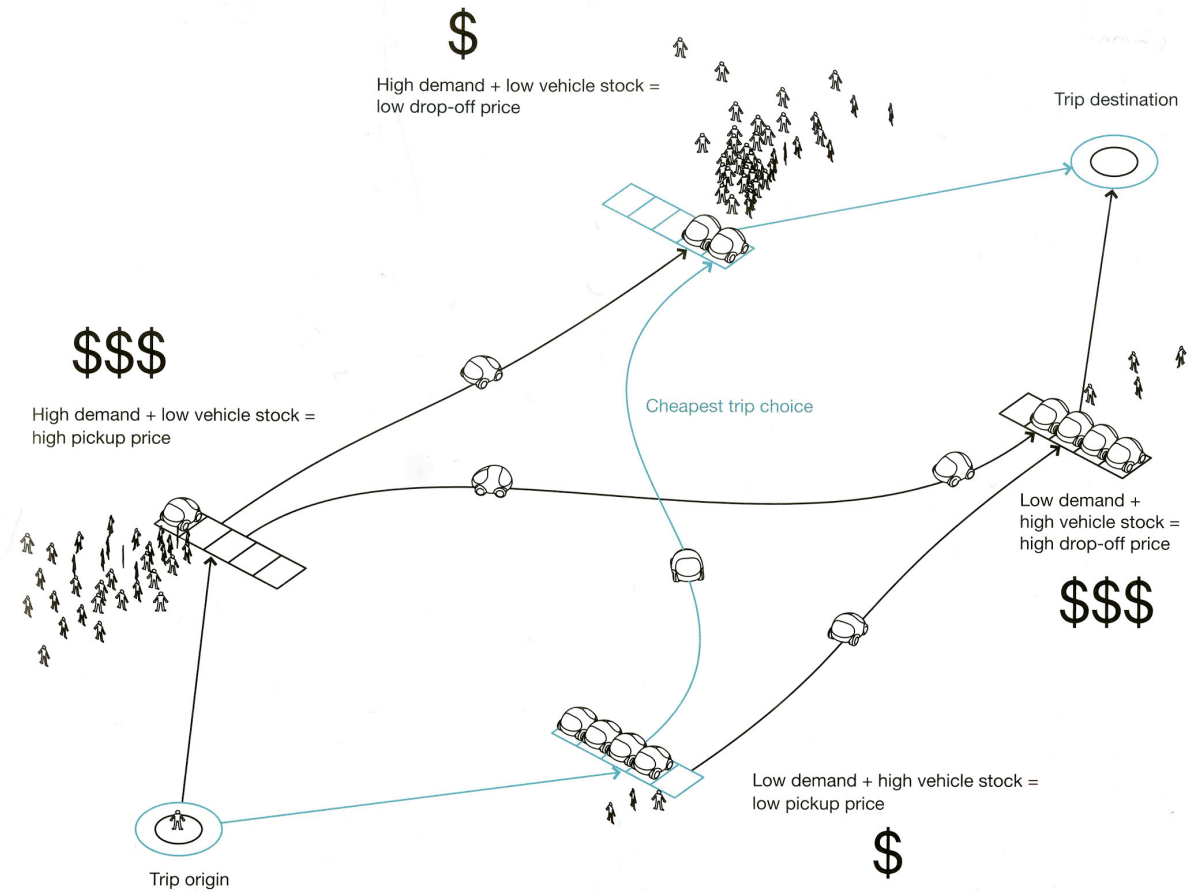 $
High demand + low vehicle stock =
low drop-off price
Trip destination
$$$
High demand + low vehicle stock =
high pickup price
Cheapest trip choice
Low demand +
high vehicle stock =
high drop-off price
$$$
Low demand + high vehicle stock =
low pickup price
$
Trip origin